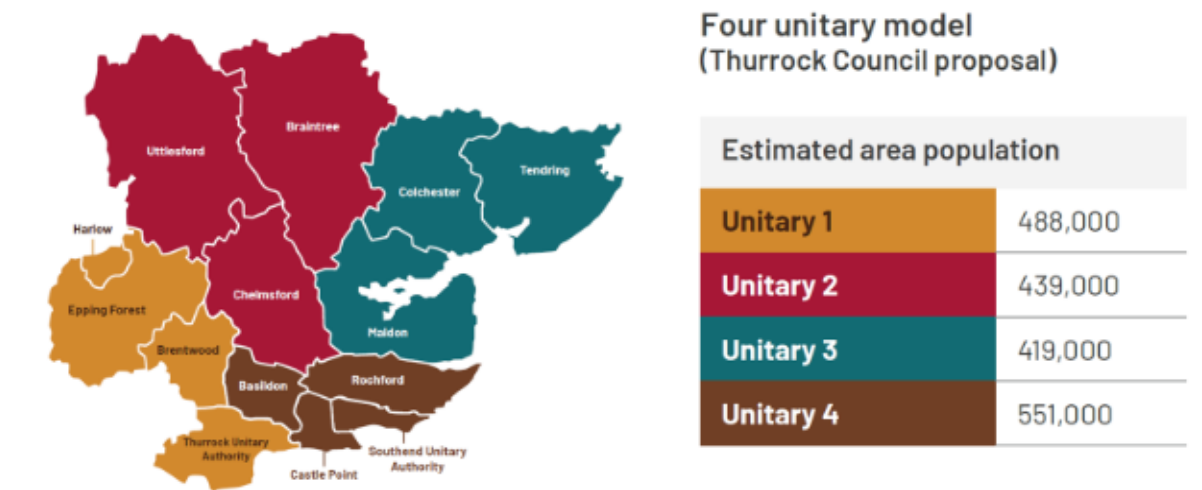 Four unitary model
(Thurrock Council proposal)
Estimated area population
Unitary 1 488,000
Unitary 2 439,000
Unitary 3 419,000
Unitary 4 551,000
Braintree
Uttlesford
Tendring
Colchester
Harlow
Chelmsford
Epping Forest
Maldon
Brentwood
Basildon
Rochford
Thurrock Unitary
Authority
Southend Unitary
Authority
Castle Point